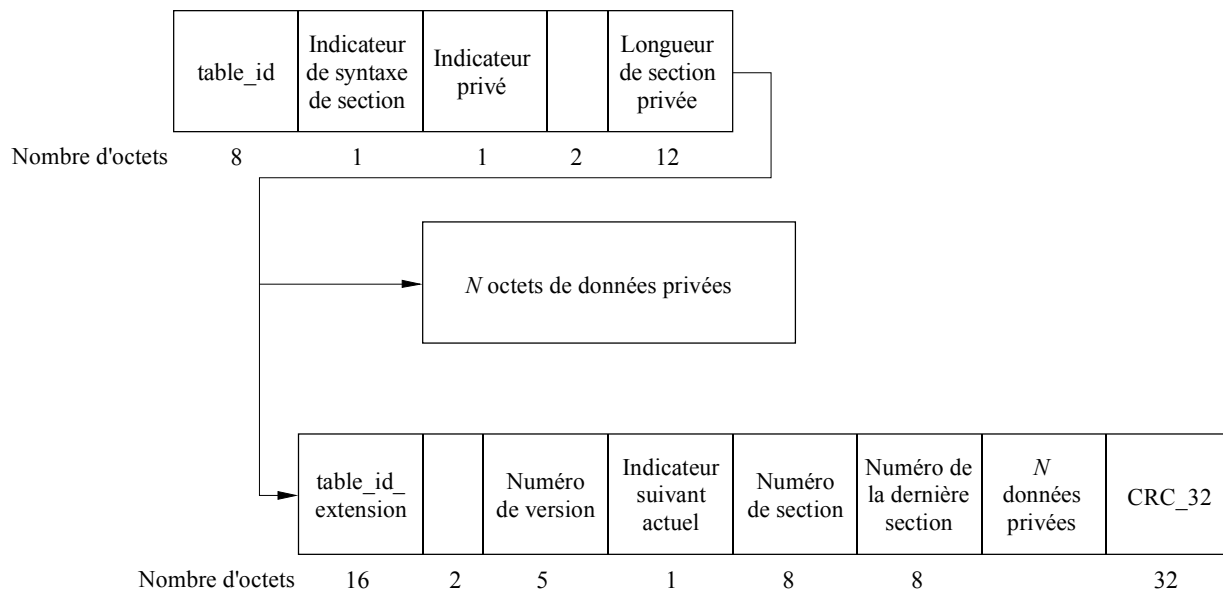 table_id
Indicateur
de syntaxe
de section
Indicateur
privé
Longueur
de section
privée
Nombre d'octets 8 1 1 2 12
N octets de données privées
table_id_
extension
Numéro
de version
Indicateur
suivant
actuel
Numéro
de section
Numéro de
la dernière
section
N
données
privées
CRC_32
Nombre d'octets 16 2 5 1 8 8 32